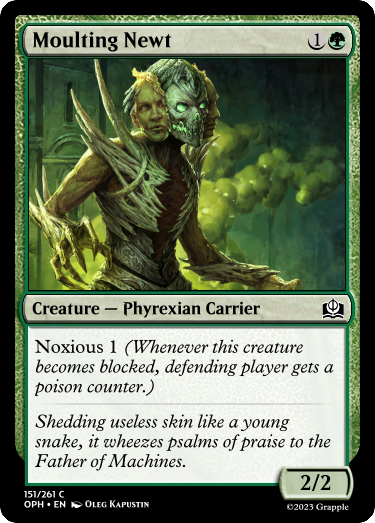 Moulting Newt 1
Creature — Phyrexian Carrier
Noxious 1 (Whenever this creature
becomes blocked, defending player gets a
poison counter.)
Shedding useless skin like a young
snake, it wheezes psalms of praise to the
Father of Machines.
2/2
151/261 C
OPH • EN Oleg Kapustin
©2023 Grapple